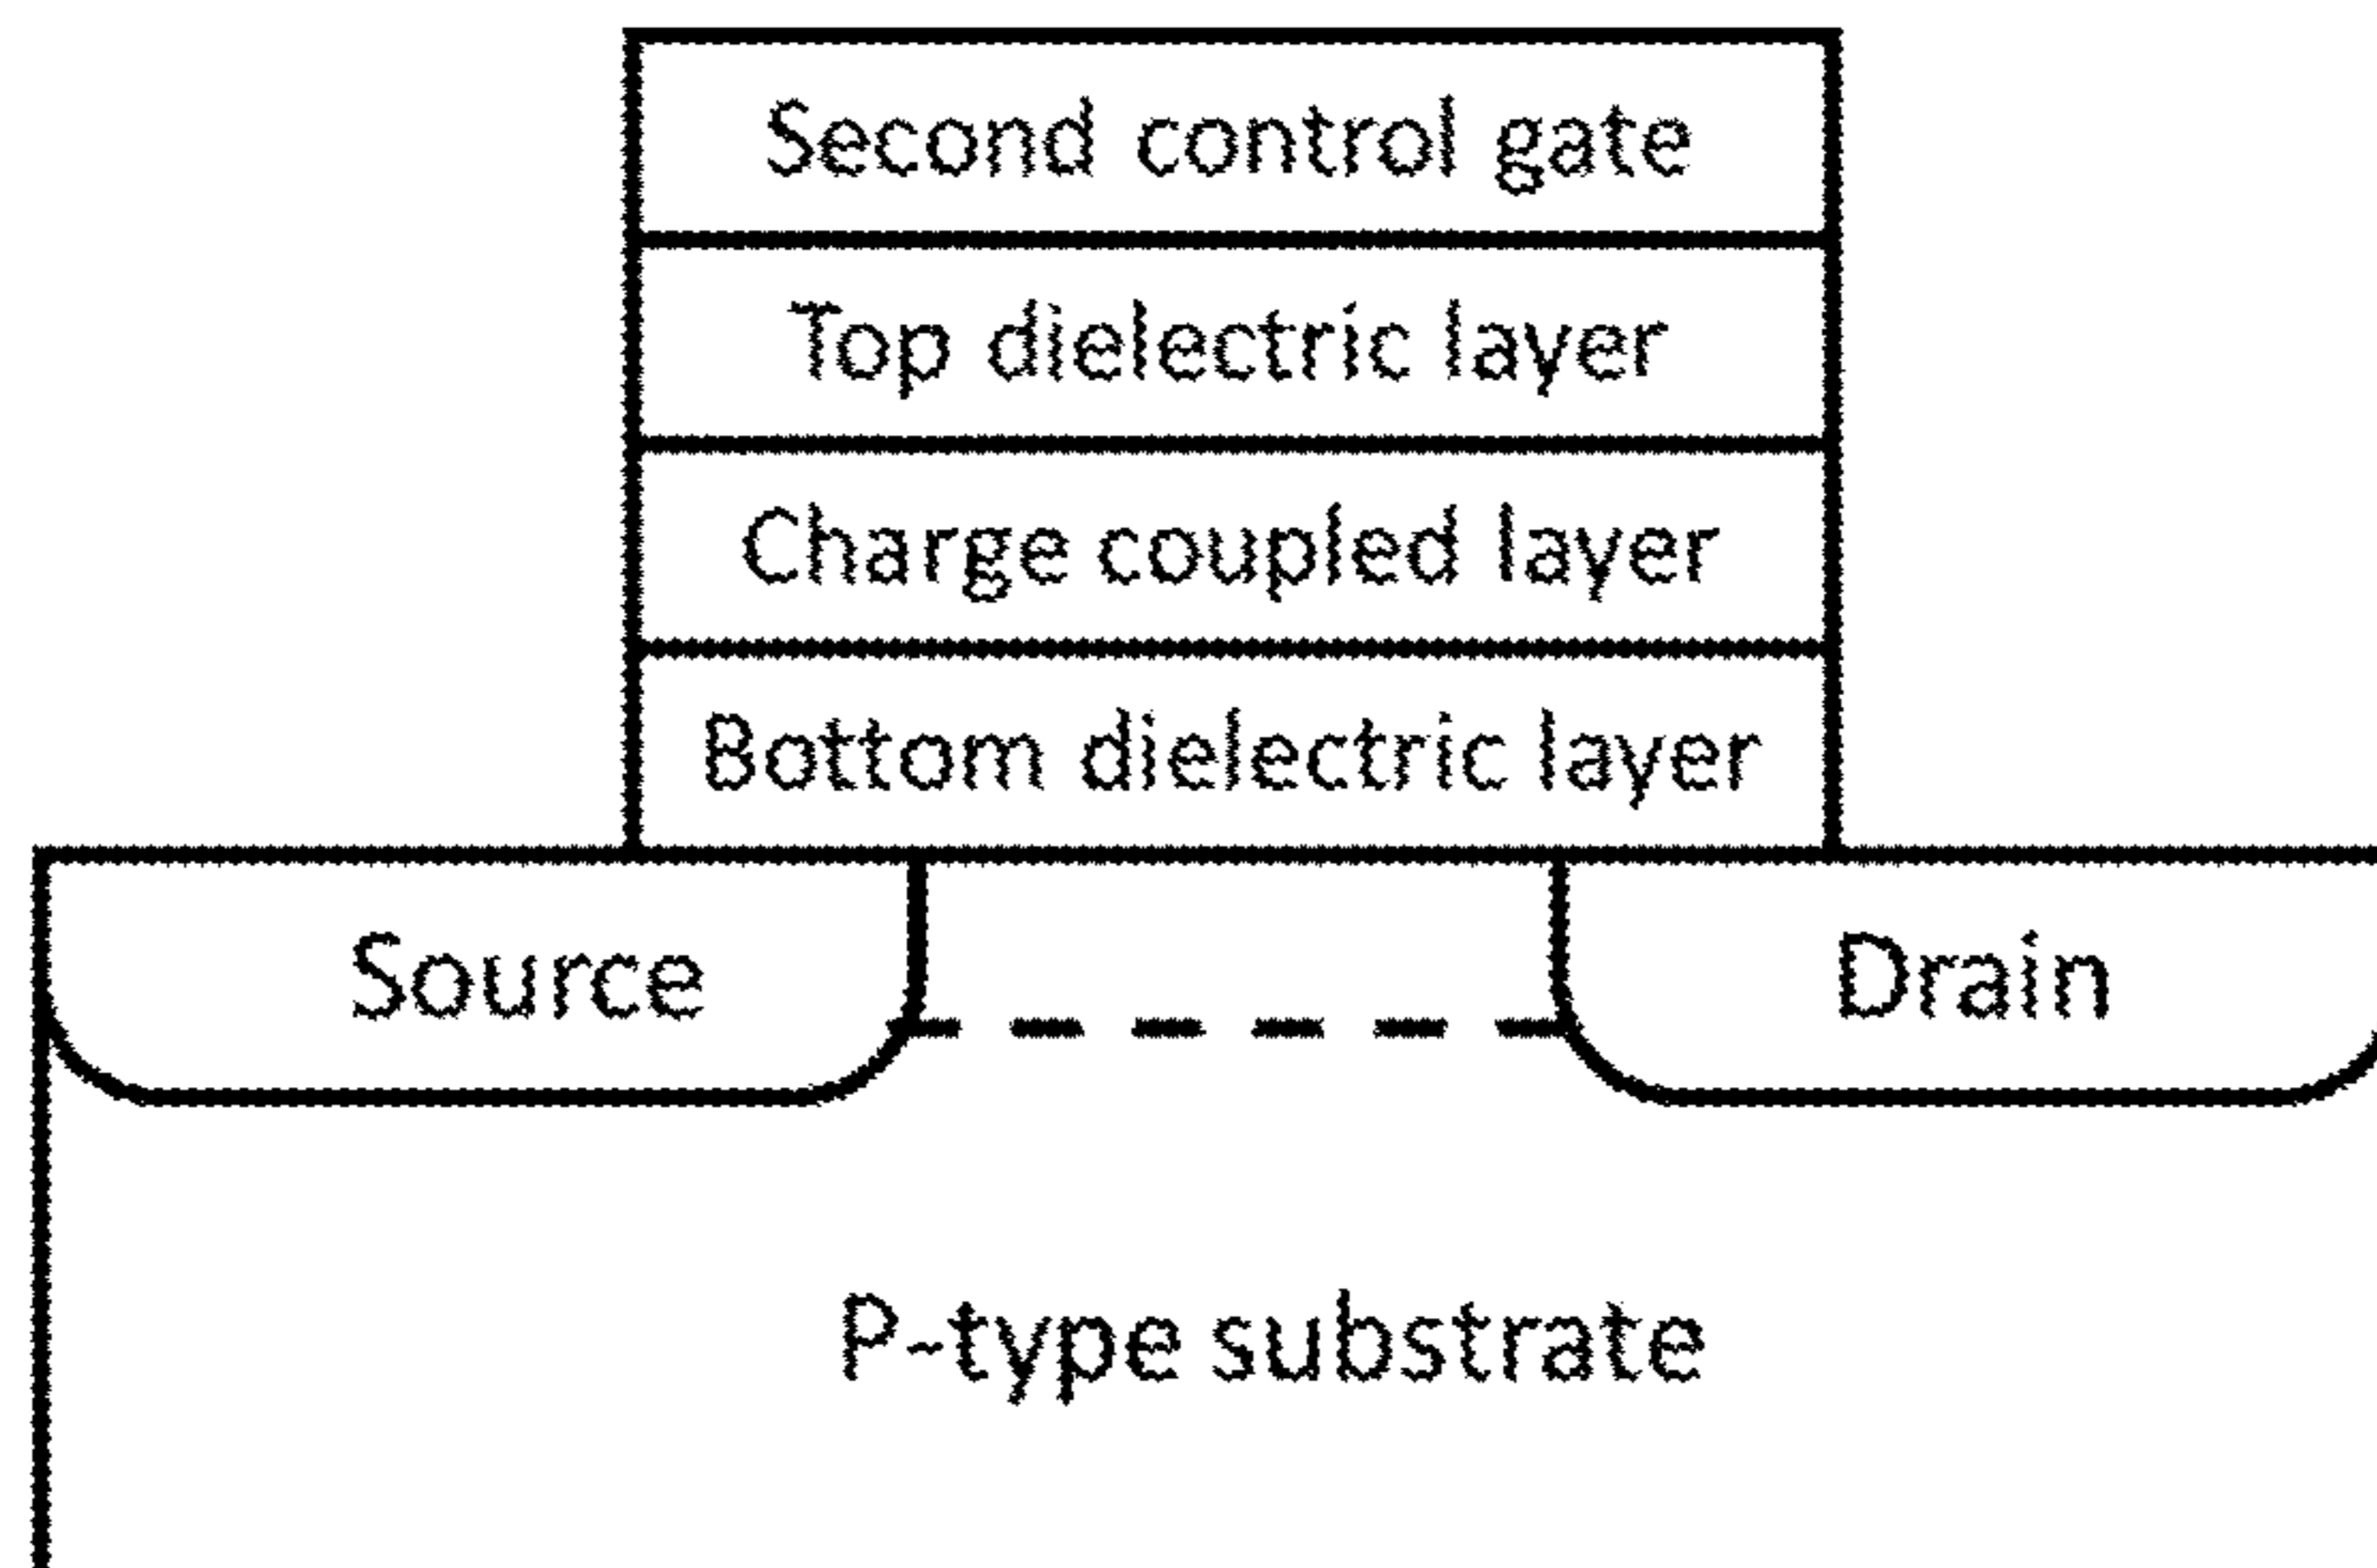 Second control gate
Top dielectric layer
Charge coupled layer
Bottom dielectric layer
Source
Drain
P-type substrate